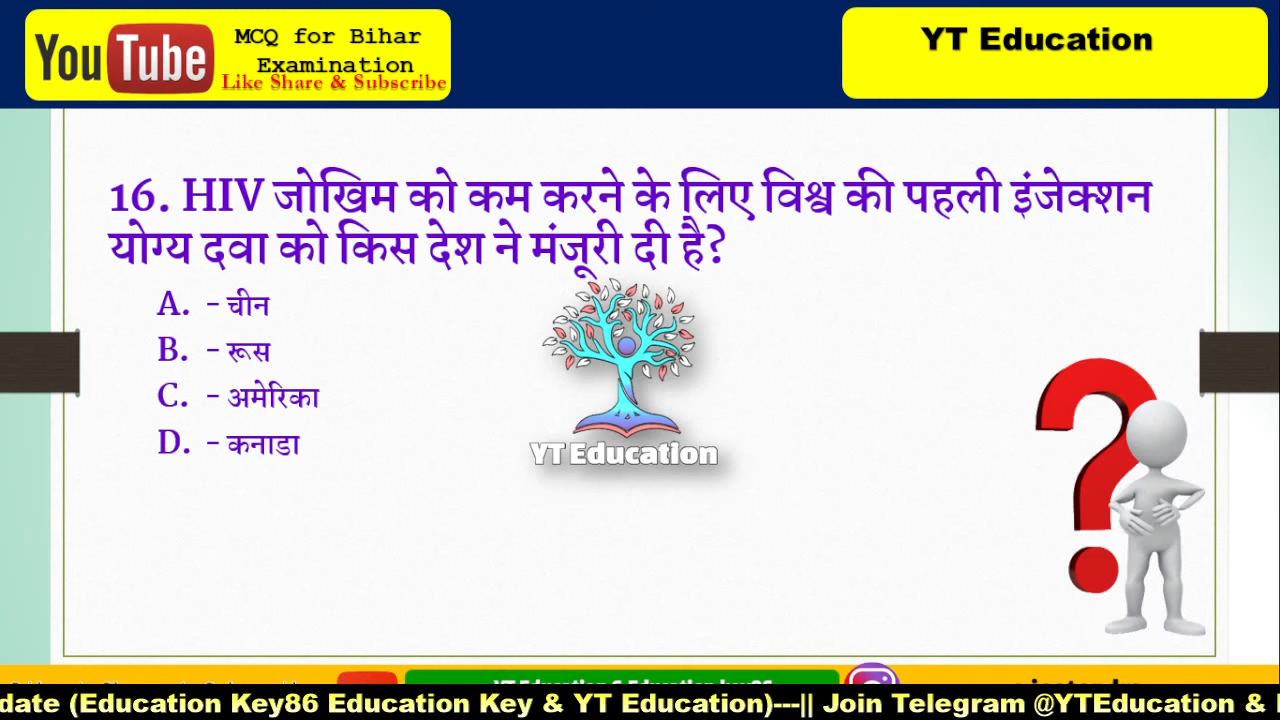 YouTube
MCQ for Bihar
Examination
Like Share & Subscribe
YT Education
16. HIV जोखिम को कम करने के लिए विश्व की पहली इंजेक्शन
योग्य दवा को किस देश ने मंजूरी दी है?
A. - चीन
B. - रूस
C. - अमेरिका
D. - कनाडा
YT Education
date (Education Key86 Education Key & YT Education)---|| Join Telegram @YTEducation &